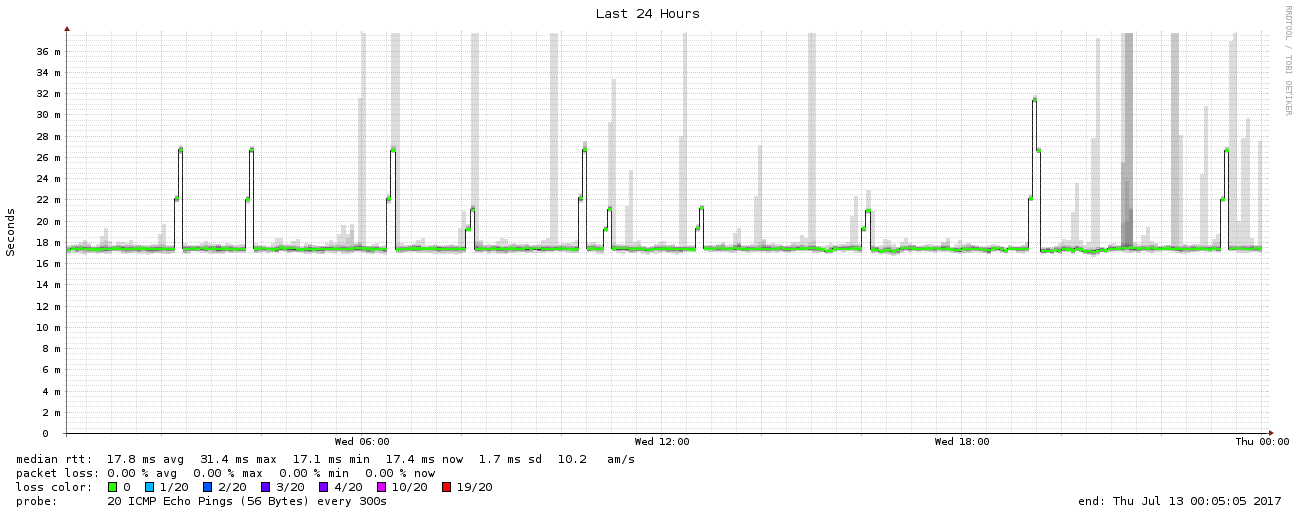 Last 24 Hours
RRDTOOL / TOBI OETIKER
Seconds
36 m
34 m
32 m
30 m
28 m
26 m
24 m
22 m
20 m
18 m
16 m
14 m
12 m
10 m
8 m
6 m
4 m
2 m
0
Wed 06:00 Wed 12:00 Wed 18:00 Thu 00:00
median rtt: 17.8 ms avg 31.4 ms max 17.1 ms min 17.4 ms now 1.7 ms sd 10.2 am/s
packet loss: 0.00 % avg 0.00 % max 0.00 % min 0.00 % now
loss color: 0 1/20 2/20 3/20 4/20 10/20 19/20
probe: 20 ICMP Echo Pings (56 Bytes) every 300s end: Thu Jul 13 00:05:05 2017